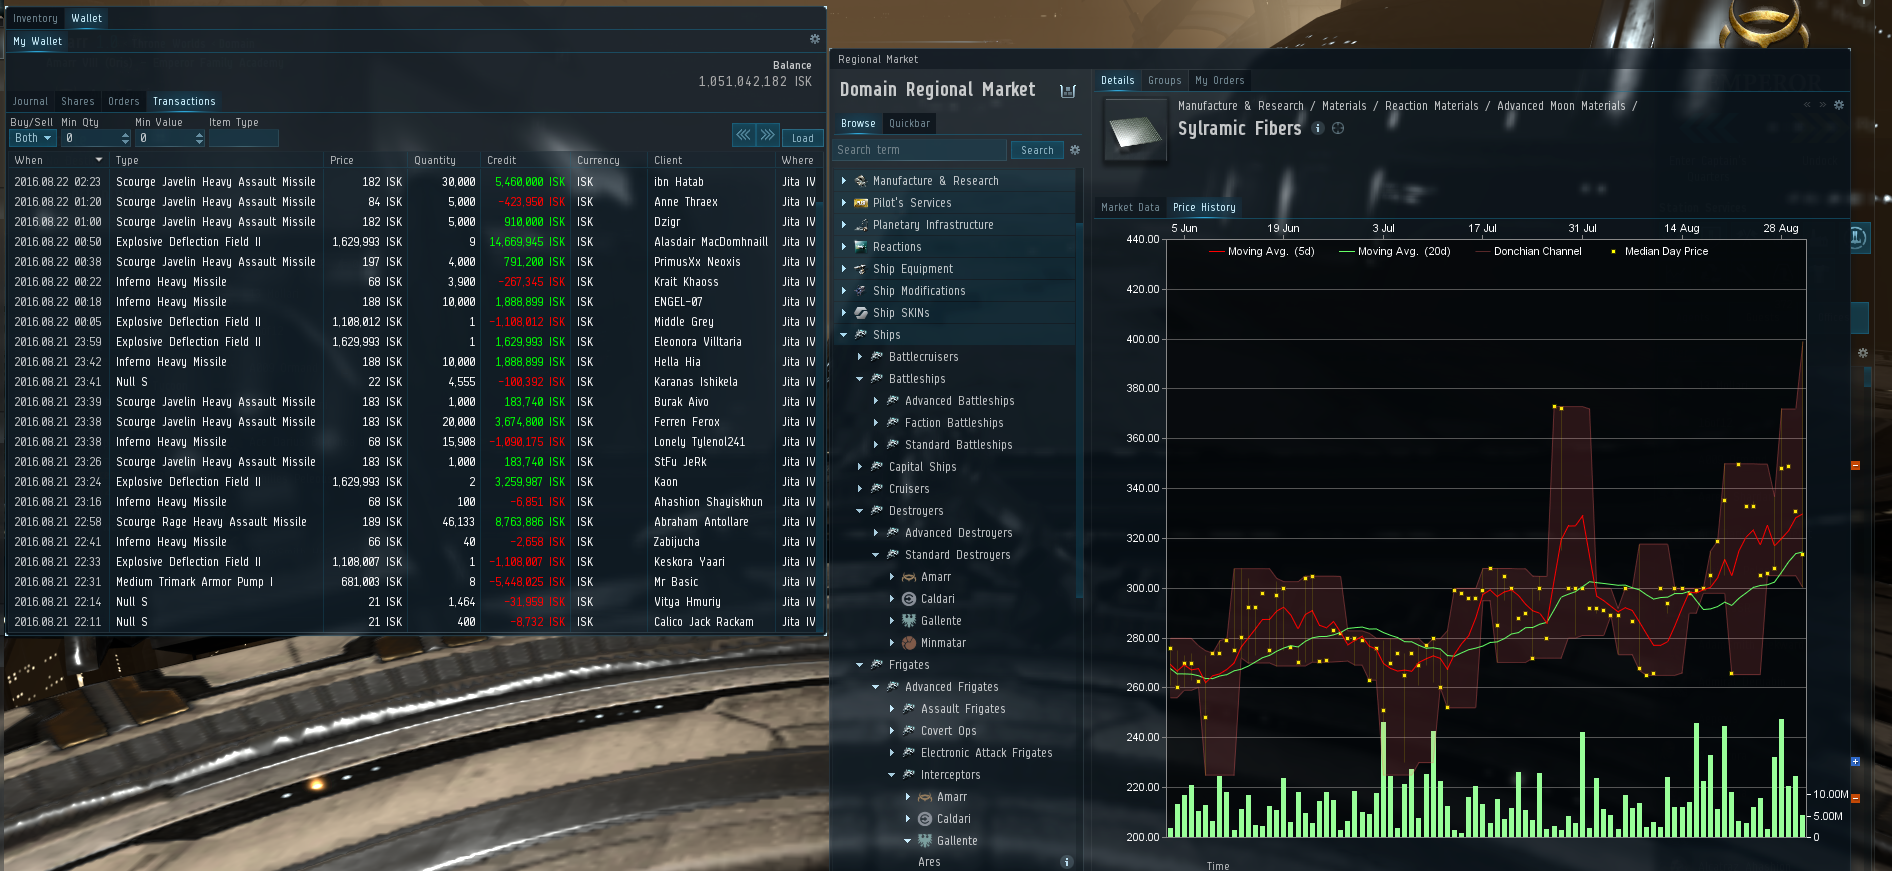 Inventory Wallet
My Wallet
Balance
1,051,042,182 ISK
Journal Shares Orders Transactions
Buy/Sell Min Qty Min Value Item Type
Both 0 0 Load
When Type Price Quantity Credit Currency Client Where
2016.08.22 02:23 Scourge Javelin Heavy Assault Missile 182 ISK 30,000 5,460,000 ISK ISK ibn Hatab Jita IV
2016.08.22 01:20 Scourge Javelin Heavy Assault Missile 84 ISK 5,000 -423,950 ISK ISK Anne Thraex Jita IV
2016.08.22 01:00 Scourge Javelin Heavy Assault Missile 182 ISK 5,000 910,000 ISK ISK Dzigr Jita IV
2016.08.22 00:50 Explosive Deflection Field II 1,629,993 ISK 9 14,669,945 ISK ISK Alasdair MacDomhnaill Jita IV
2016.08.22 00:38 Scourge Javelin Heavy Assault Missile 197 ISK 4,000 791,200 ISK ISK PrimusXx Neoxis Jita IV
2016.08.22 00:22 Inferno Heavy Missile 68 ISK 3,900 -267,345 ISK ISK Krait Khaoss Jita IV
2016.08.22 00:18 Inferno Heavy Missile 188 ISK 10,000 1,888,899 ISK ISK ENGEL-07 Jita IV
2016.08.22 00:05 Explosive Deflection Field II 1,108,012 ISK 1 -1,108,012 ISK ISK Middle Grey Jita IV
2016.08.21 23:59 Explosive Deflection Field II 1,629,993 ISK 1 1,629,993 ISK ISK Eleonora Villtaria Jita IV
2016.08.21 23:42 Inferno Heavy Missile 188 ISK 10,000 1,888,899 ISK ISK Hella Hia Jita IV
2016.08.21 23:41 Null S 22 ISK 4,555 -100,392 ISK ISK Karanas Ishikela Jita IV
2016.08.21 23:39 Scourge Javelin Heavy Assault Missile 183 ISK 1,000 183,740 ISK ISK Burak Aivo Jita IV
2016.08.21 23:38 Scourge Javelin Heavy Assault Missile 183 ISK 20,000 3,674,800 ISK ISK Ferren Ferox Jita IV
2016.08.21 23:38 Inferno Heavy Missile 68 ISK 15,908 -1,090,175 ISK ISK Lonely Tylenol241 Jita IV
2016.08.21 23:26 Scourge Javelin Heavy Assault Missile 183 ISK 1,000 183,740 ISK ISK StFu JeRk Jita IV
2016.08.21 23:24 Explosive Deflection Field II 1,629,993 ISK 2 3,259,987 ISK ISK Kaon Jita IV
2016.08.21 23:16 Inferno Heavy Missile 68 ISK 100 -6,851 ISK ISK Ahashion Shayiskhun Jita IV
2016.08.21 22:58 Scourge Rage Heavy Assault Missile 189 ISK 46,133 8,763,886 ISK ISK Abraham Antollare Jita IV
2016.08.21 22:41 Inferno Heavy Missile 66 ISK 40 -2,658 ISK ISK Zabijucha Jita IV
2016.08.21 22:33 Explosive Deflection Field II 1,108,007 ISK 1 -1,108,007 ISK ISK Keskora Yaari Jita IV
2016.08.21 22:31 Medium Trimark Armor Pump I 681,003 ISK 8 -5,448,025 ISK ISK Mr Basic Jita IV
2016.08.21 22:14 Null S 21 ISK 1,464 -31,959 ISK ISK Vitya Hmuriy Jita IV
2016.08.21 22:11 Null S 21 ISK 400 -8,732 ISK ISK Calico Jack Rackam Jita IV
Regional Market
Domain Regional Market
Browse Quickbar
Search term Search
Manufacture & Research
Pilot's Services
Planetary Infrastructure
Reactions
Ship Equipment
Ship Modifications
Ship SKINs
Ships
Battlecruisers
Battleships
Advanced Battleships
Faction Battleships
Standard Battleships
Capital Ships
Cruisers
Destroyers
Advanced Destroyers
Standard Destroyers
Amarr
Caldari
Gallente
Minmatar
Frigates
Advanced Frigates
Assault Frigates
Covert Ops
Electronic Attack Frigates
Interceptors
Amarr
Caldari
Gallente
Ares
Details Groups My Orders
Manufacture & Research / Materials / Reaction Materials / Advanced Moon Materials /
Sylramic Fibers
Market Data Price History
5 Jun 19 Jun 3 Jul 17 Jul 31 Jul 14 Aug 28 Aug
Moving Avg. (5d) Moving Avg. (20d) Donchian Channel Median Day Price
440.00
420.00
400.00
380.00
360.00
340.00
320.00
300.00
280.00
260.00
240.00
220.00
200.00
10.00M
5.00M
0
Time